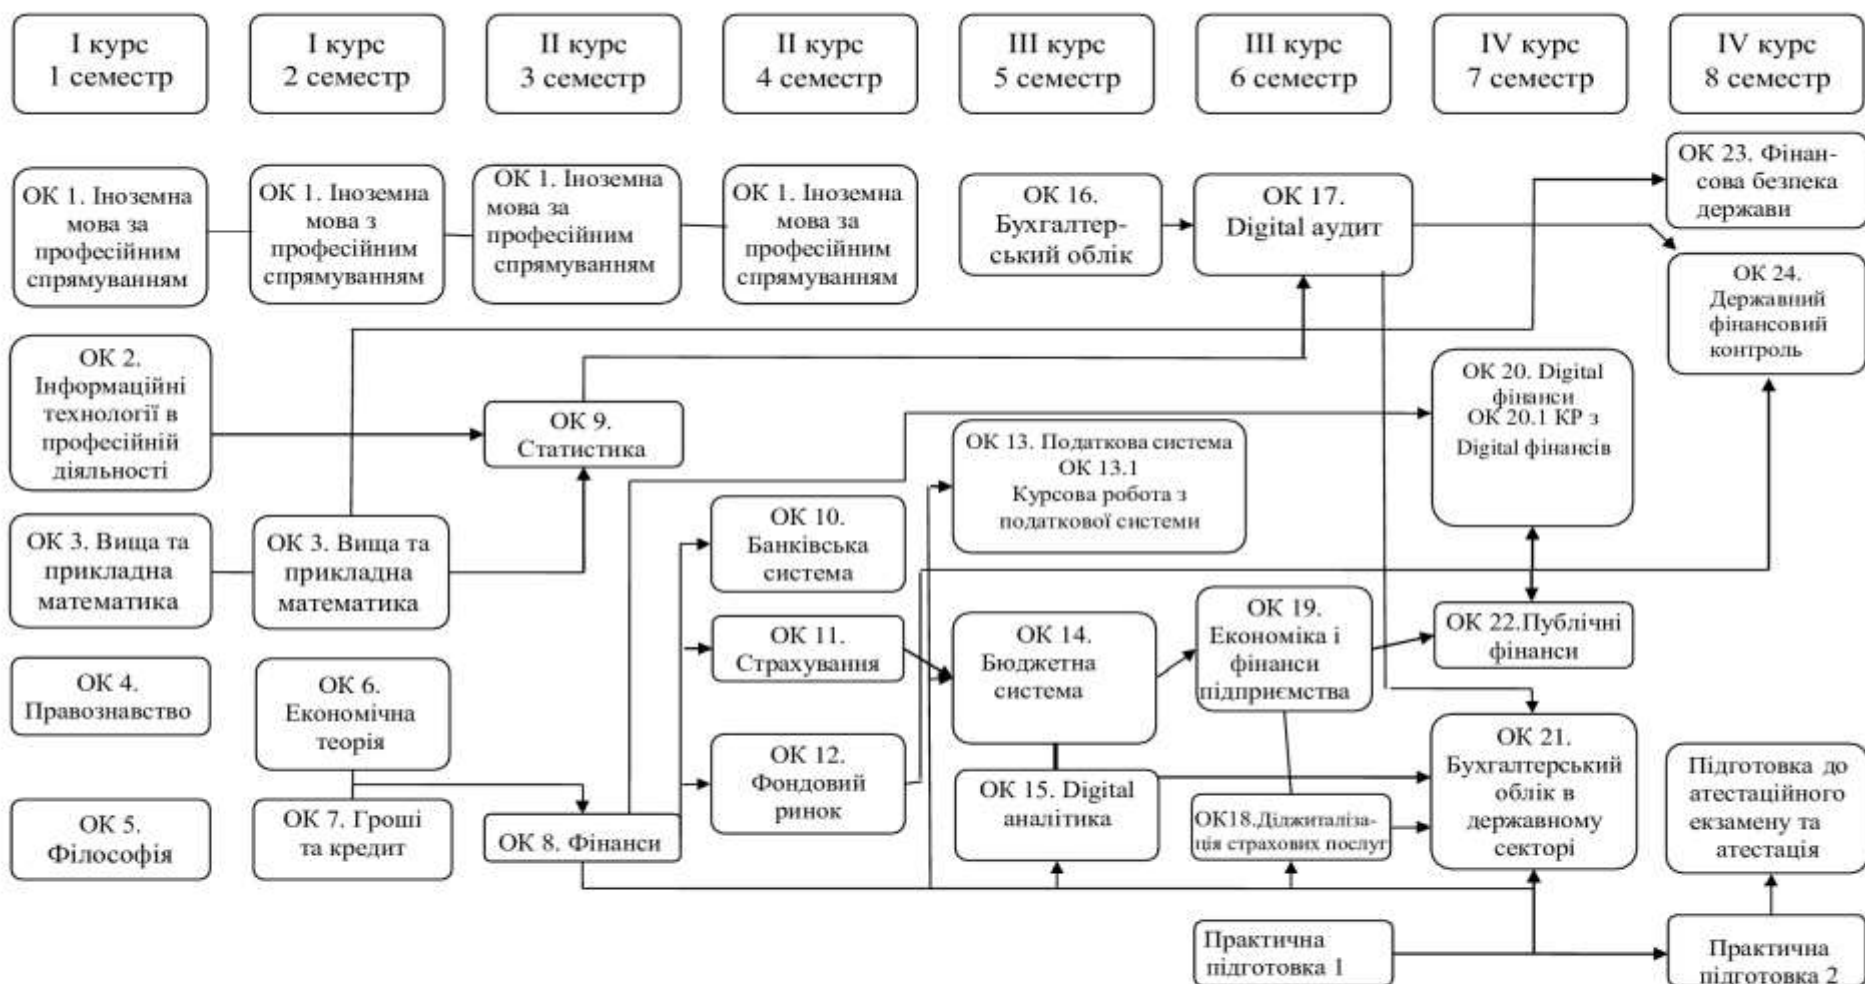 І курс
1 семестр
І курс
2 семестр
ІІ курс
3 семестр
ІІ курс
4 семестр
ІІІ курс
5 семестр
ІІІ курс
6 семестр
IV курс
7 семестр
IV курс
8 семестр
ОК 1. Іноземна
мова за
професійним
спрямуванням
ОК 1. Іноземна
мова з
професійним
спрямуванням
ОК 1. Іноземна
мова за
професійним
спрямуванням
ОК 1. Іноземна
мова за
професійним
спрямуванням
ОК 16.
Бухгалтер-
ський облік
ОК 17.
Digital аудит
ОК 23. Фінан-
сова безпека
держави
ОК 24.
Державний
фінансовий
контроль
ОК 2.
Інформаційні
технології в
професійній
діяльності
ОК 9.
Статистика
ОК 13. Податкова система
ОК 13.1
Курсова робота з
податкової системи
ОК 20. Digital
фінанси
ОК 20.1 КР з
Digital фінансів
ОК 3. Вища та
прикладна
математика
ОК 3. Вища та
прикладна
математика
ОК 10.
Банківська
система
ОК 4.
Правознавство
ОК 6.
Економічна
теорія
ОК 11.
Страхування
ОК 14.
Бюджетна
система
ОК 19.
Економіка і
фінанси
підприємства
ОК 22.Публічні
фінанси
ОК 5.
Філософія
ОК 7. Гроші
та кредит
ОК 8. Фінанси
ОК 12.
Фондовий
ринок
ОК 15. Digital
аналітика
ОК18.Діджиталіза-
ція страхових послуг
ОК 21.
Бухгалтерський
облік в
державному
секторі
Підготовка до
атестаційного
екзамену та
атестація
Практична
підготовка 1
Практична
підготовка 2